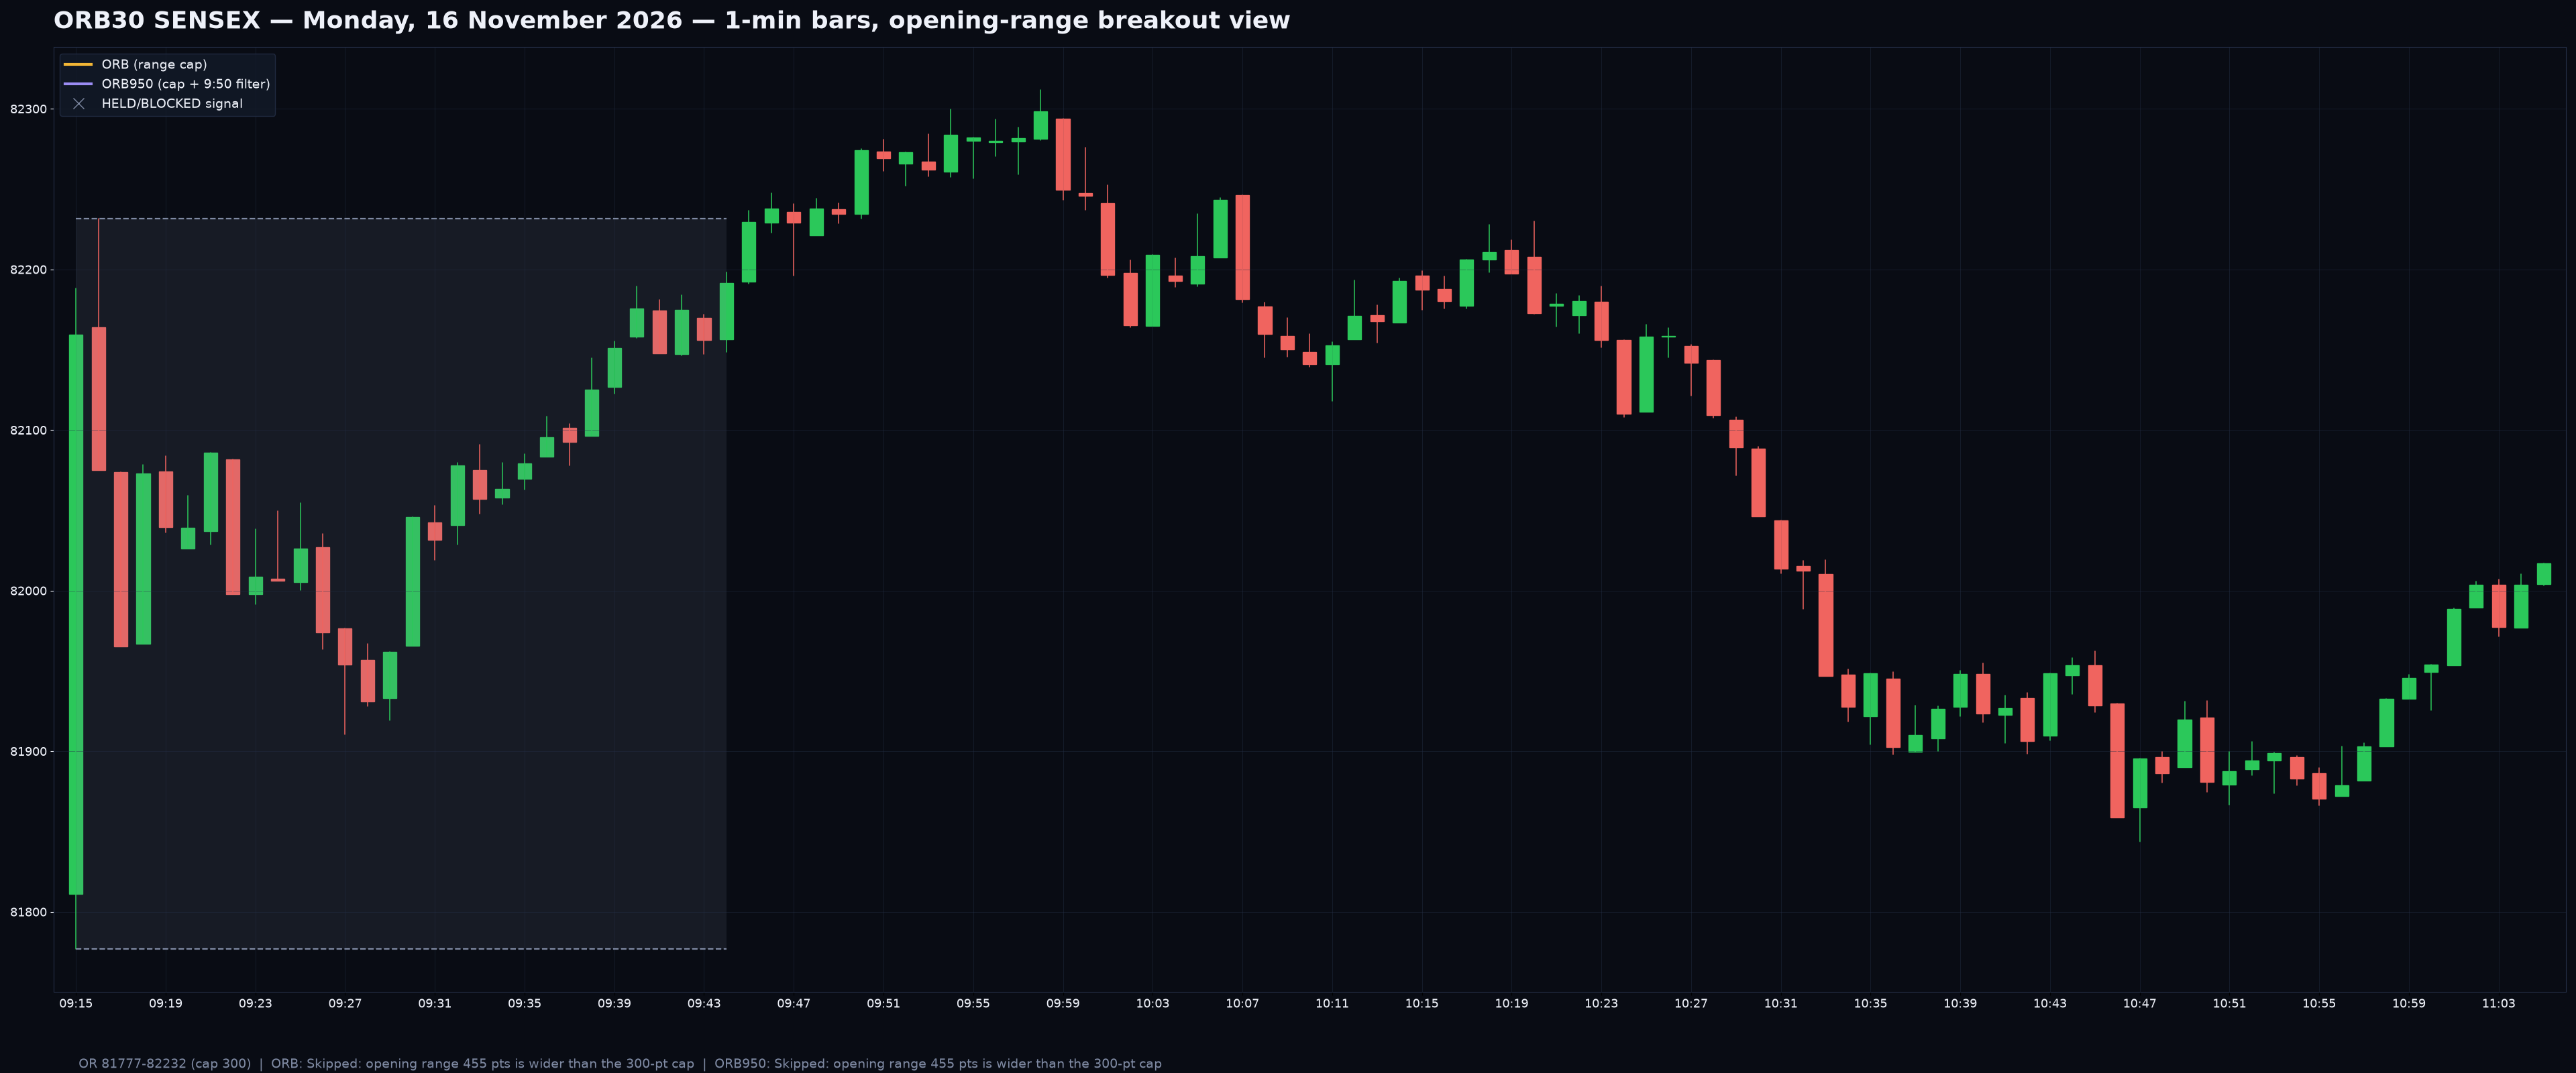 ORB30 SENSEX — Monday, 16 November 2026 — 1-min bars, opening-range breakout view
ORB (range cap)
ORB950 (cap + 9:50 filter)
HELD/BLOCKED signal
82300
82200
82100
82000
81900
81800
09:15 09:19 09:23 09:27 09:31 09:35 09:39 09:43 09:47 09:51 09:55 09:59 10:03 10:07 10:11 10:15 10:19 10:23 10:27 10:31 10:35 10:39 10:43 10:47 10:51 10:55 10:59 11:03
OR 81777-82232 (cap 300) | ORB: Skipped: opening range 455 pts is wider than the 300-pt cap | ORB950: Skipped: opening range 455 pts is wider than the 300-pt cap